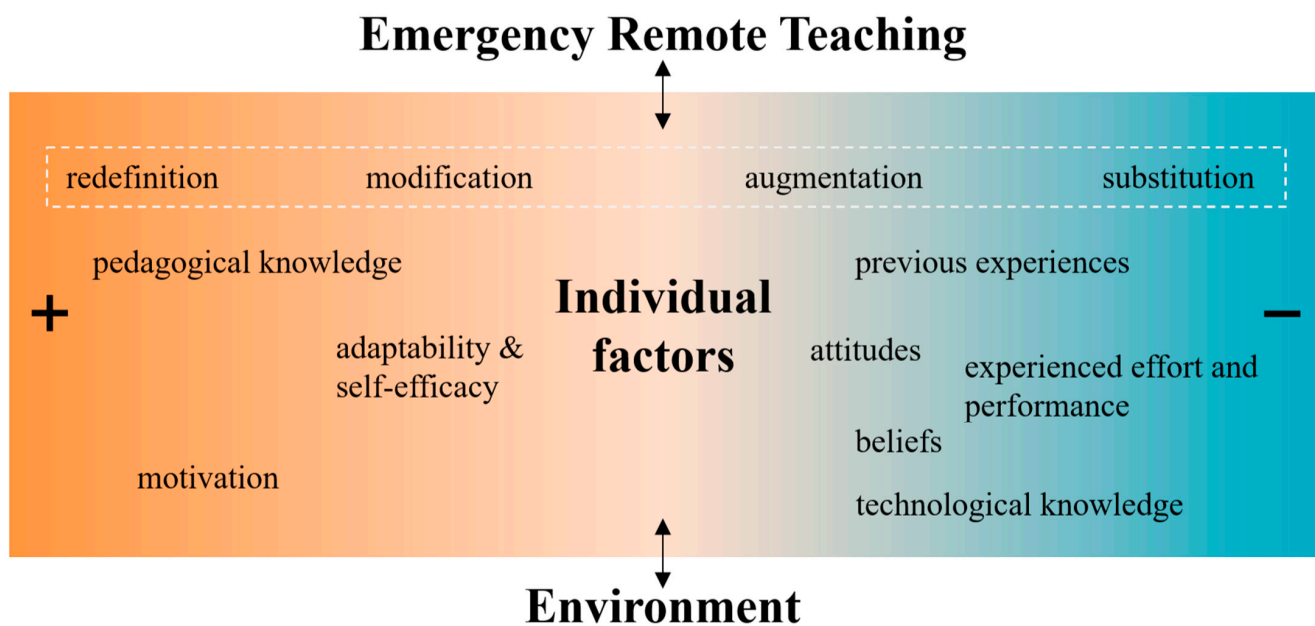 Emergency Remote Teaching
redefinition modification augmentation substitution
pedagogical knowledge
previous experiences
+
Individual
factors
−
adaptability &
self-efficacy
attitudes
experienced effort and
performance
beliefs
motivation
technological knowledge
Environment